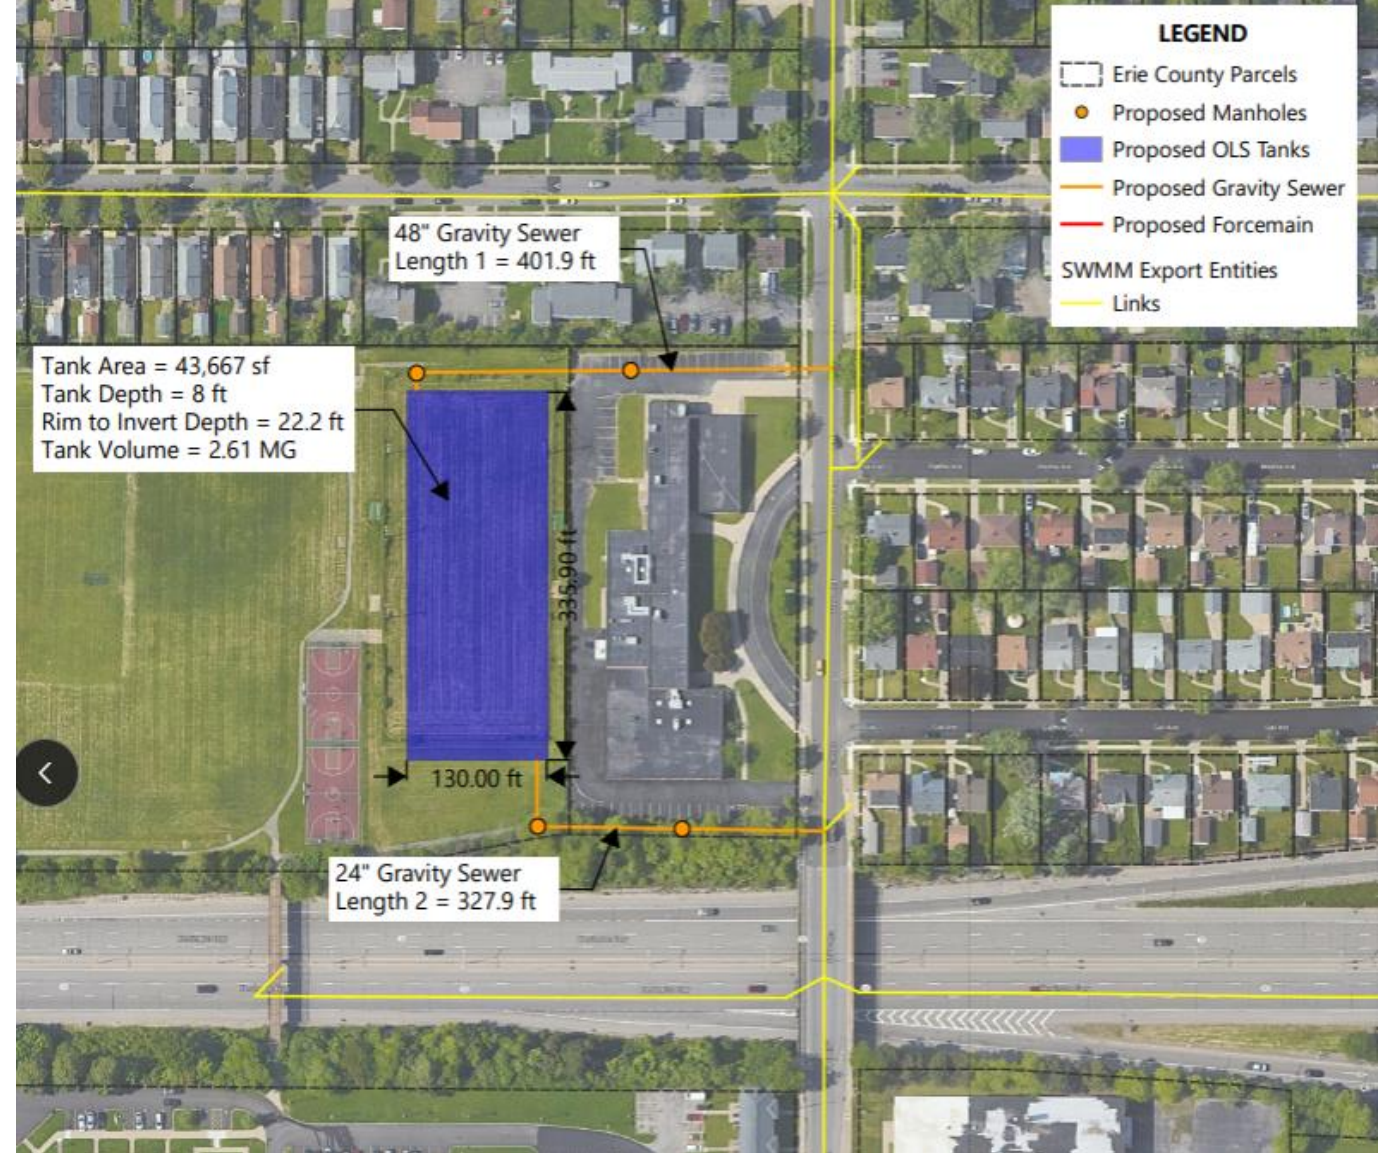 LEGEND
Erie County Parcels
Proposed Manholes
Proposed OLS Tanks
Proposed Gravity Sewer
Proposed Forcemain
SWMM Export Entities
Links
48" Gravity Sewer
Length 1 = 401.9 ft
Tank Area = 43,667 sf
Tank Depth = 8 ft
Rim to Invert Depth = 22.2 ft
Tank Volume = 2.61 MG
335.90 ft
130.00 ft
24" Gravity Sewer
Length 2 = 327.9 ft